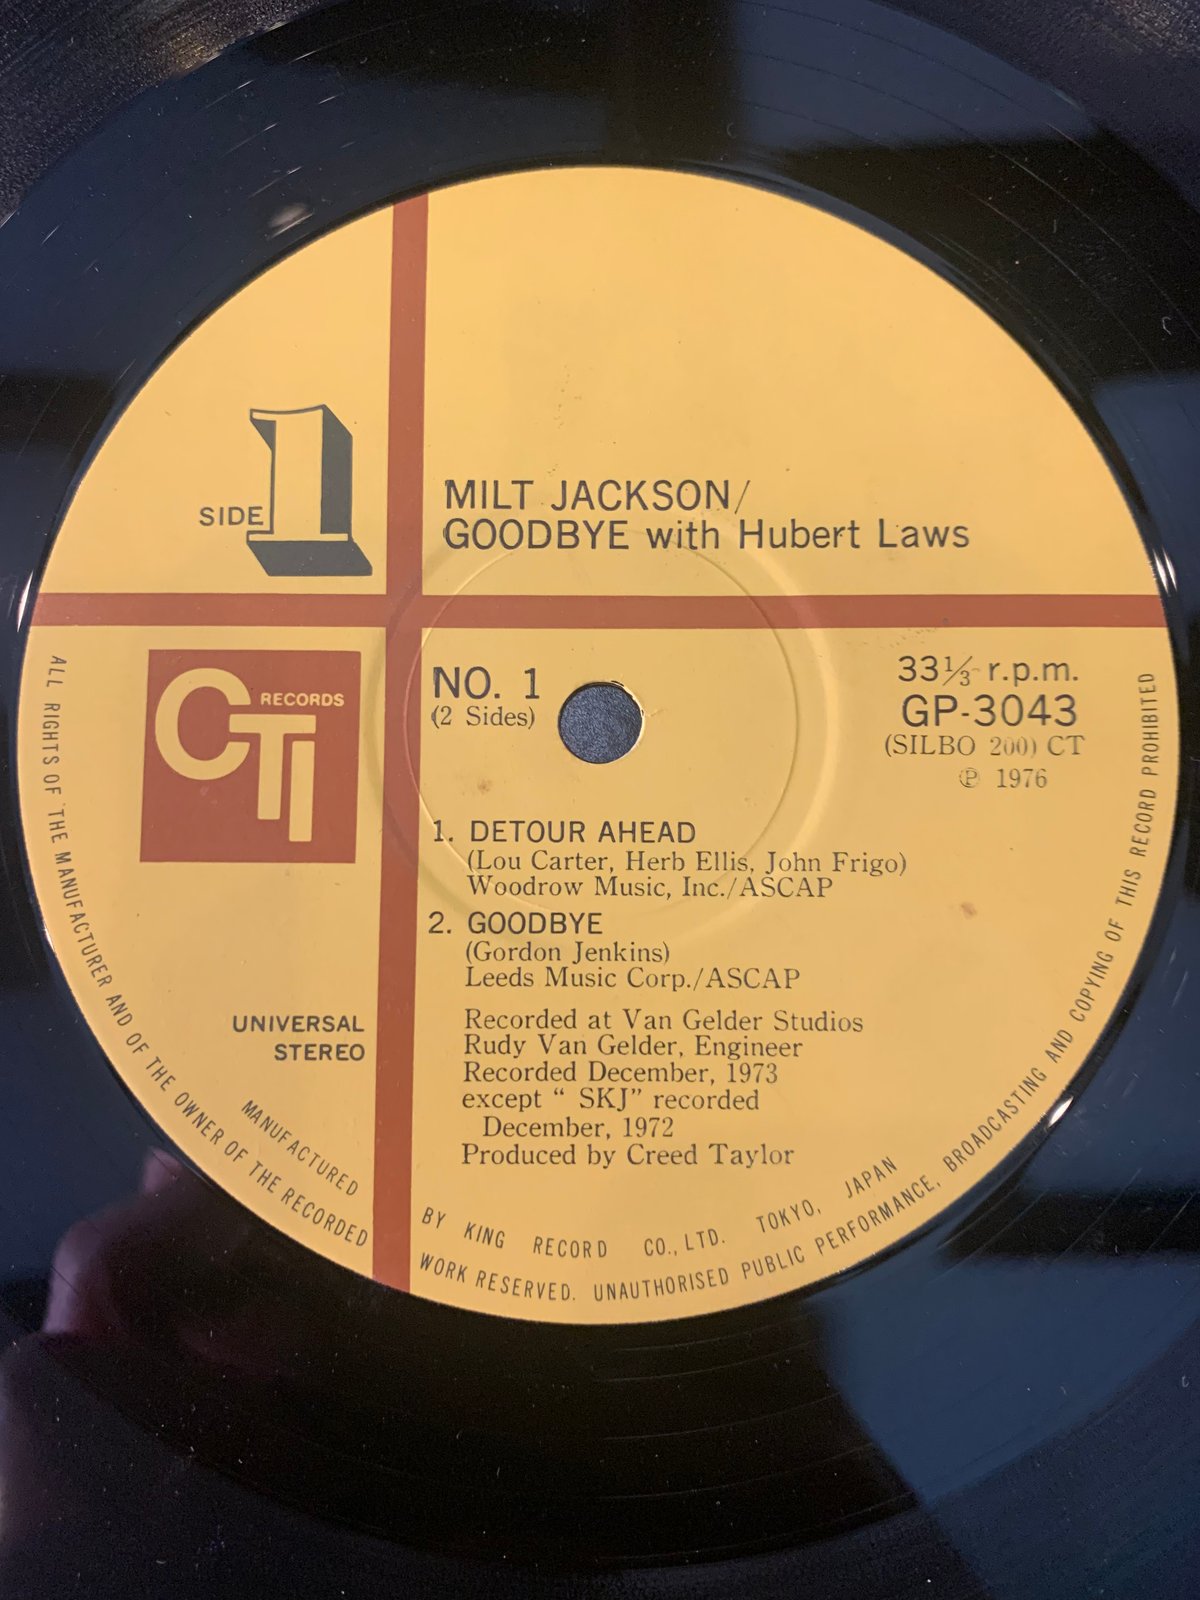 SIDE 1
MILT JACKSON/
GOODBYE with Hubert Laws
CTI RECORDS
NO. 1
(2 Sides)
33⅓ r.p.m.
GP-3043
(SILBO 200) CT
Ⓟ 1976
1. DETOUR AHEAD
(Lou Carter, Herb Ellis, John Frigo)
Woodrow Music, Inc./ASCAP
2. GOODBYE
(Gordon Jenkins)
Leeds Music Corp./ASCAP
UNIVERSAL
STEREO
Recorded at Van Gelder Studios
Rudy Van Gelder, Engineer
Recorded December, 1973
except “ SKJ” recorded
December, 1972
Produced by Creed Taylor
MANUFACTURED BY KING RECORD CO., LTD. TOKYO, JAPAN
ALL RIGHTS OF THE MANUFACTURER AND OF THE OWNER OF THE RECORDED WORK RESERVED. UNAUTHORISED PUBLIC PERFORMANCE, BROADCASTING AND COPYING OF THIS RECORD PROHIBITED